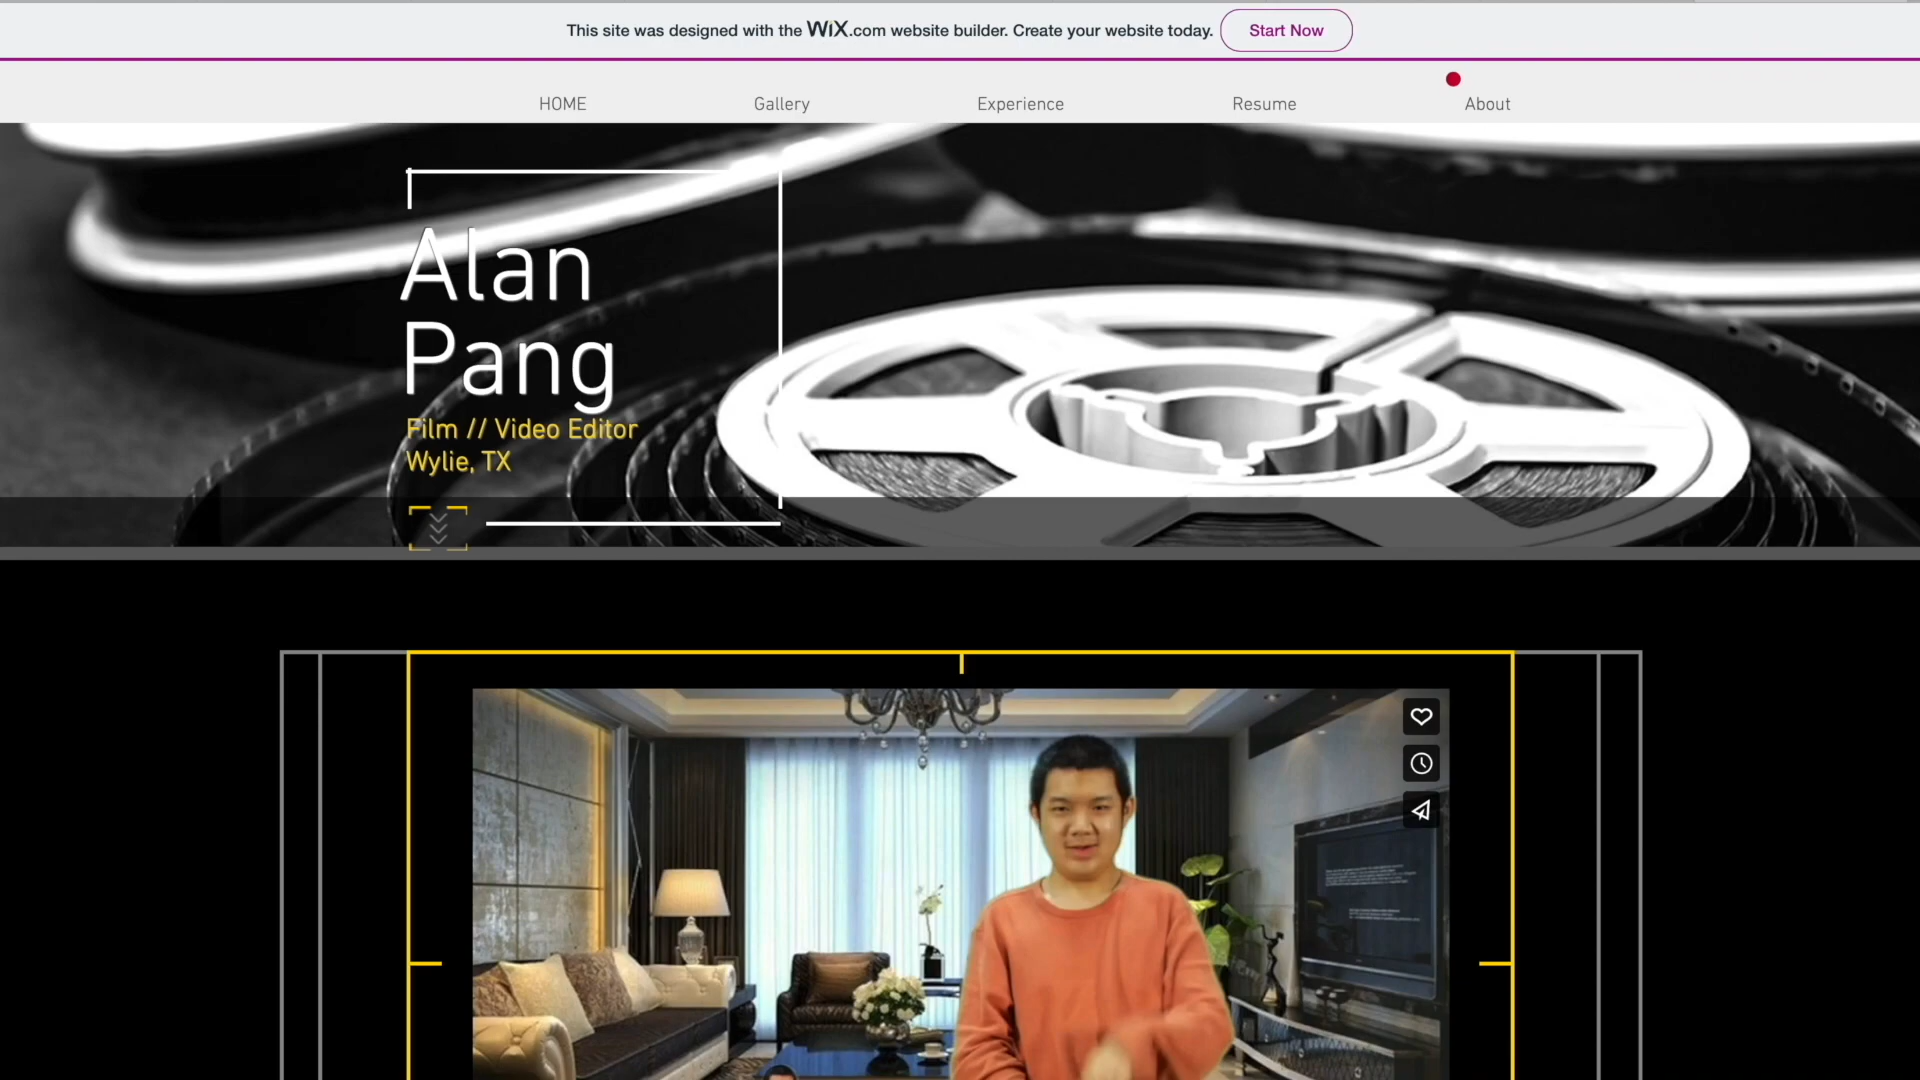 This site was designed with the WiX.com website builder. Create your website today. Start Now
HOME Gallery Experience Resume About
Alan
Pang
Film // Video Editor
Wylie, TX